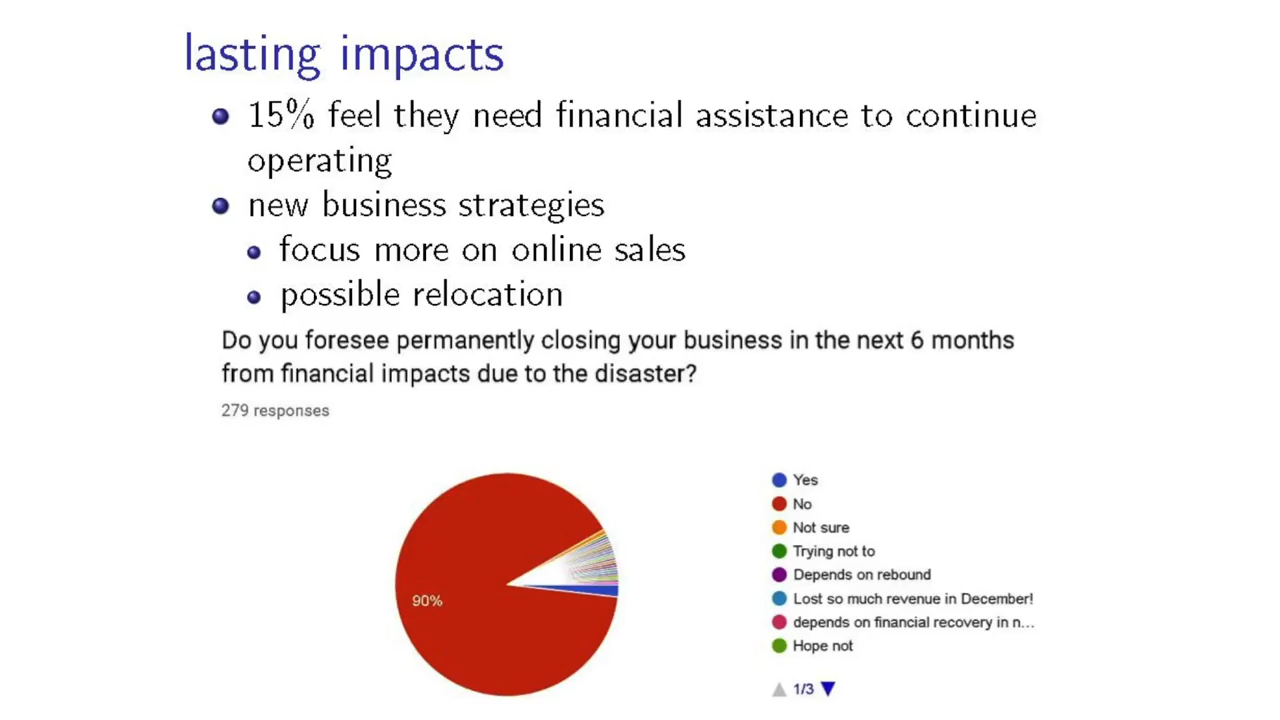 lasting impacts
15% feel they need financial assistance to continue
operating
new business strategies
focus more on online sales
possible relocation
Do you foresee permanently closing your business in the next 6 months
from financial impacts due to the disaster?
279 responses
90%
Yes
No
Not sure
Trying not to
Depends on rebound
Lost so much revenue in December!
depends on financial recovery in n...
Hope not
1/3